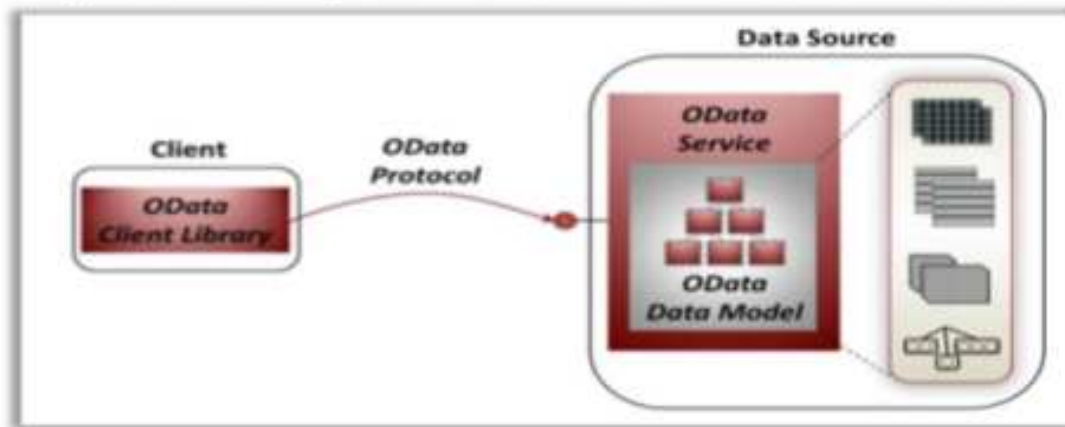 Data Source
Client
OData
Client Library
OData
Protocol
OData
Service
OData
Data Model